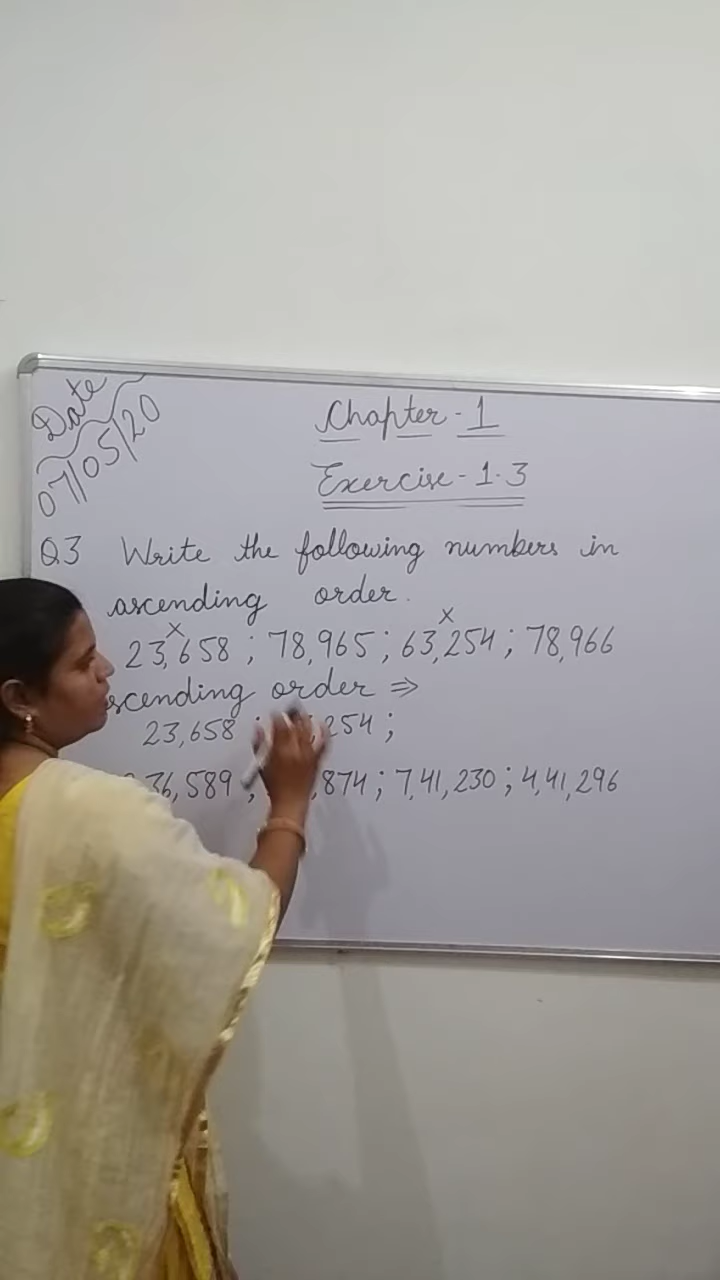 Date
07/05/20
Chapter - 1
Exercise - 1.3
Q3 Write the following numbers in
ascending order.
23,658 ; 78,965 ; 63,254 ; 78,966
scending order ⇒
23,658 ; ,254 ;
36,589 ; ,874 ; 7,41,230 ; 4,41,296